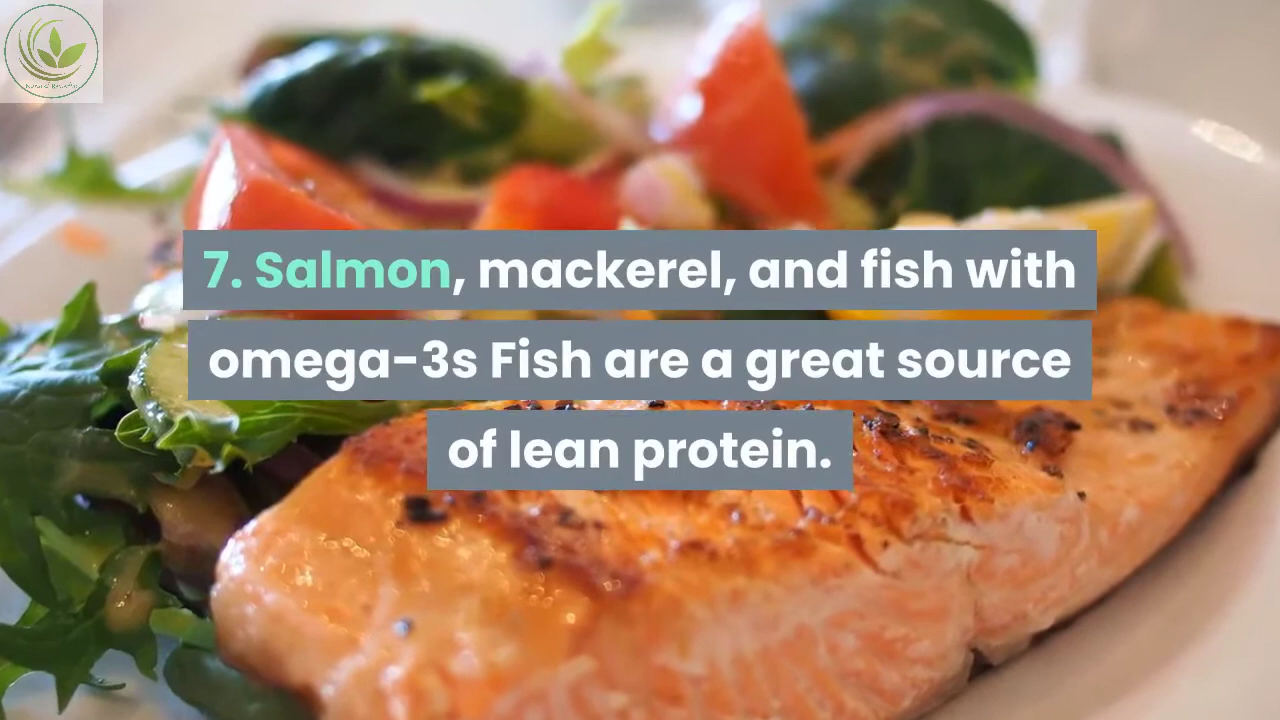 7. Salmon, mackerel, and fish with
omega-3s Fish are a great source
of lean protein.